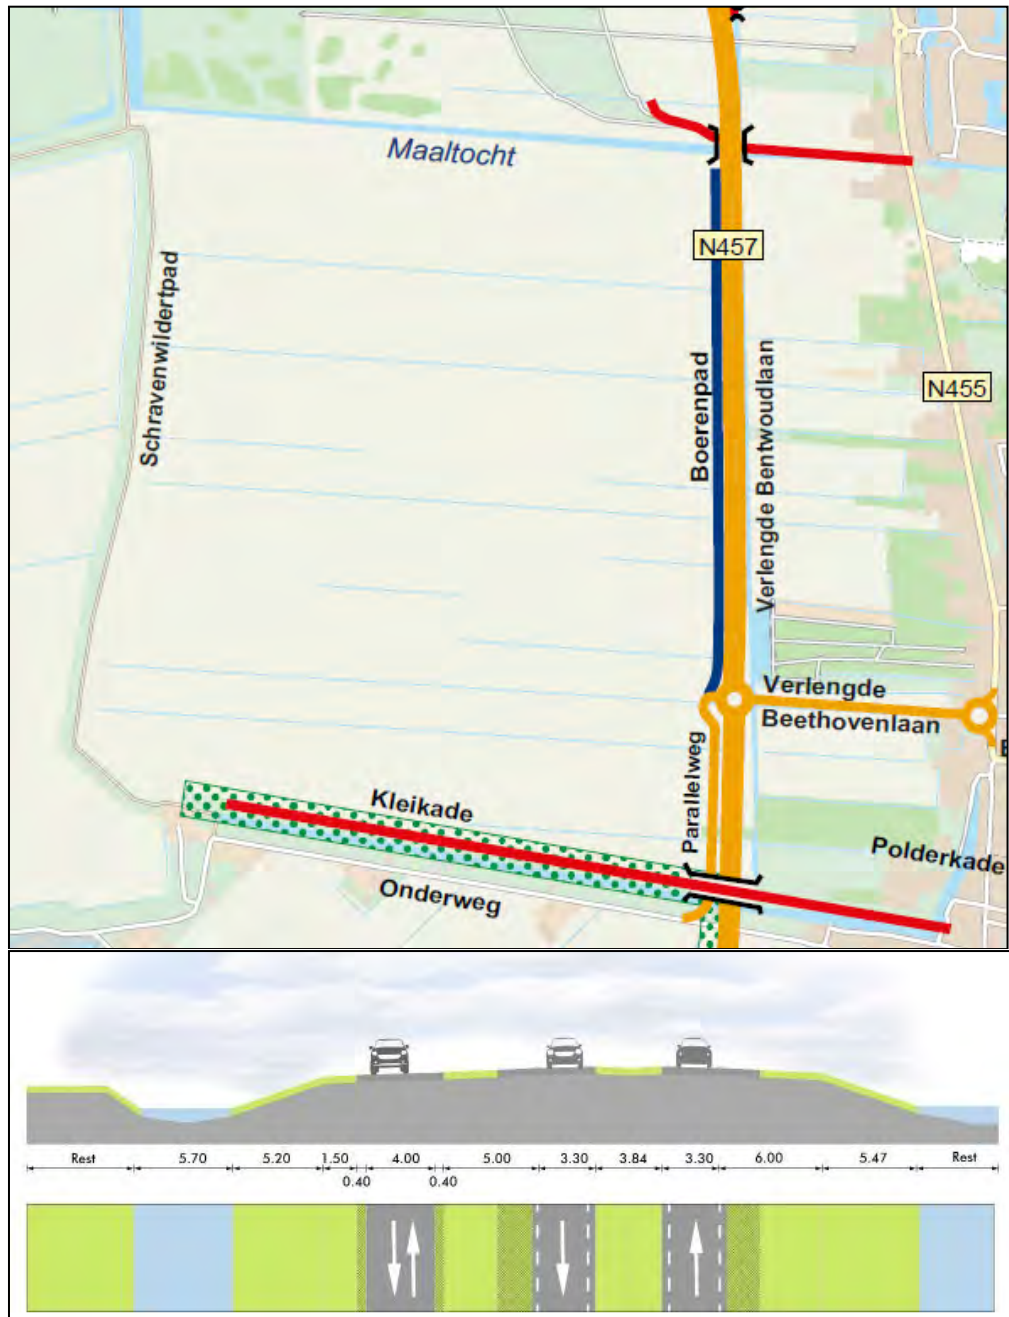 Maaltocht
N457
Schravenwildertpad
Boerenpad
Verlengde Bentwoudlaan
N455
Verlengde
Beethovenlaan
Parallelweg
Kleikade
Polderkade
Onderweg
Rest 5.70 5.20 1.50 4.00 5.00 3.30 3.84 3.30 6.00 5.47 Rest
0.40 0.40